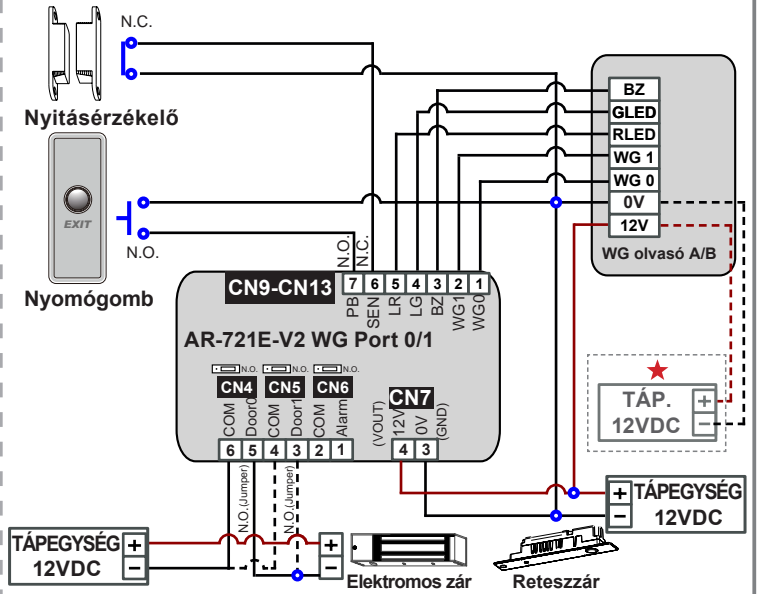 N.C.
Nyitásérzékelő
EXIT
N.O.
Nyomógomb
BZ
GLED
RLED
WG 1
WG 0
0V
12V
WG olvasó A/B
N.O.
N.C.
CN9-CN13
7 6 5 4 3 2 1
PB SEN LR LG BZ WG1 WG0
AR-721E-V2 WG Port 0/1
N.O. N.O. N.O.
CN4 CN5 CN6
CN7
COM Door0 COM Door1 COM Alarm
(VOUT) 12V 0V (GND)
6 5 4 3 2 1
4 3
TÁP. +
12VDC −
N.O.(Jumper)
N.O.(Jumper)
+ TÁPEGYSÉG
− 12VDC
TÁPEGYSÉG +
12VDC −
+
−
Elektromos zár
Reteszzár